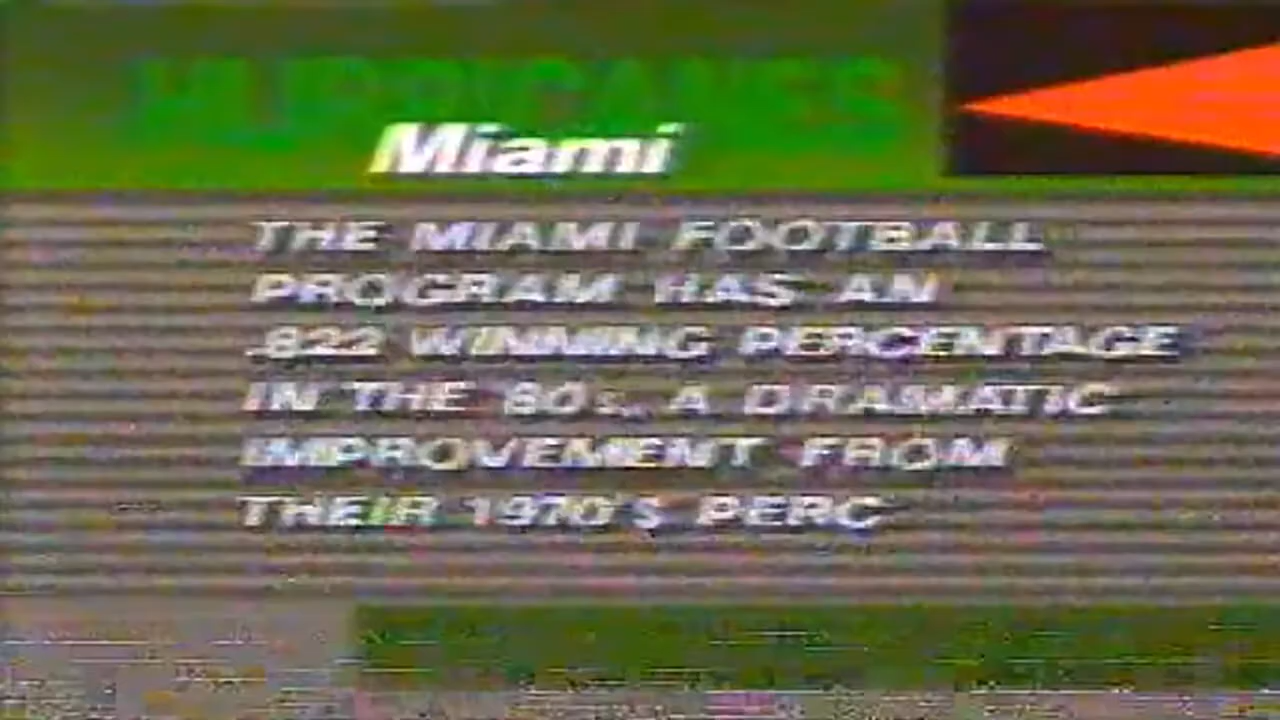 HURRICANES
Miami
THE MIAMI FOOTBALL
PROGRAM HAS AN
.822 WINNING PERCENTAGE
IN THE '80s.. A DRAMATIC
IMPROVEMENT FROM
THEIR 1970'S PERC